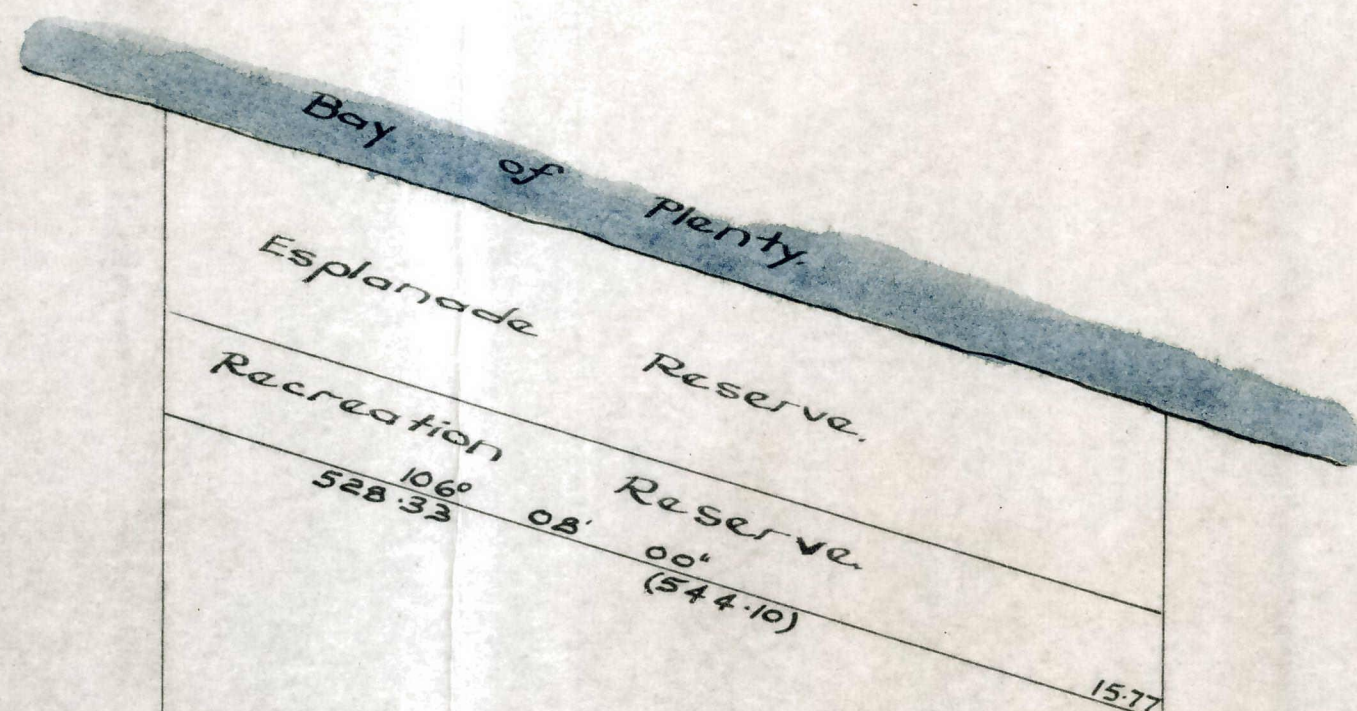 Bay of Plenty.
Esplanade Reserve.
Recreation Reserve.
106° 08' 00"
528.33 (544.10)
15.77